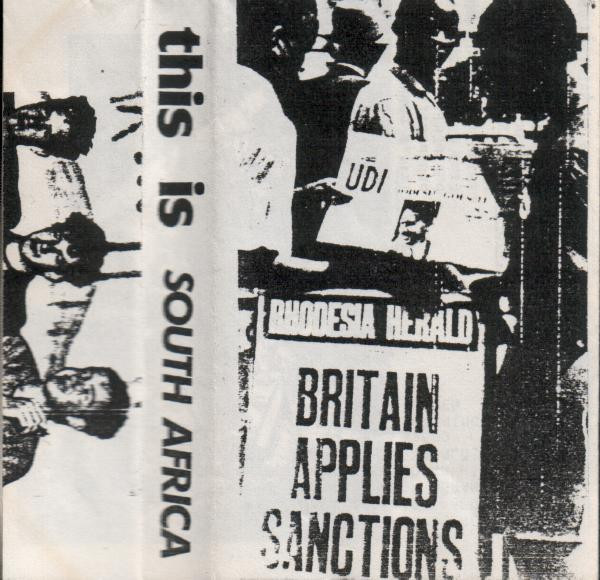 this is SOUTH AFRICA
UDI
RHODESIA HERALD
BRITAIN
APPLIES
SANCTIONS